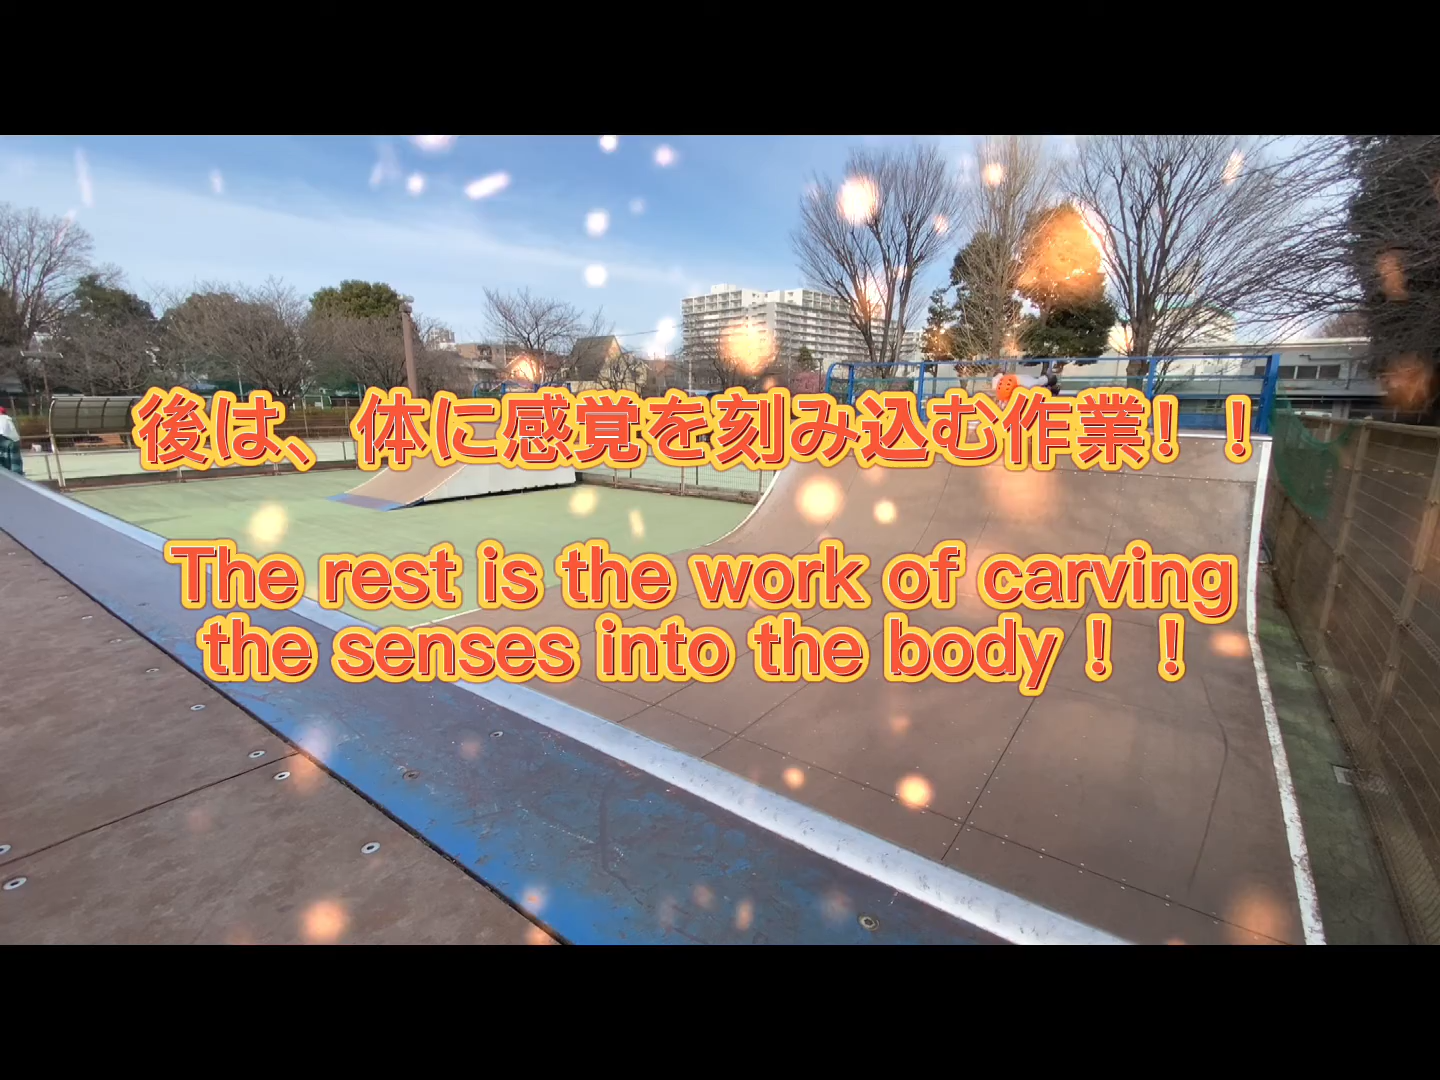 後は、体に感覚を刻み込む作業！！
The rest is the work of carving
the senses into the body！！